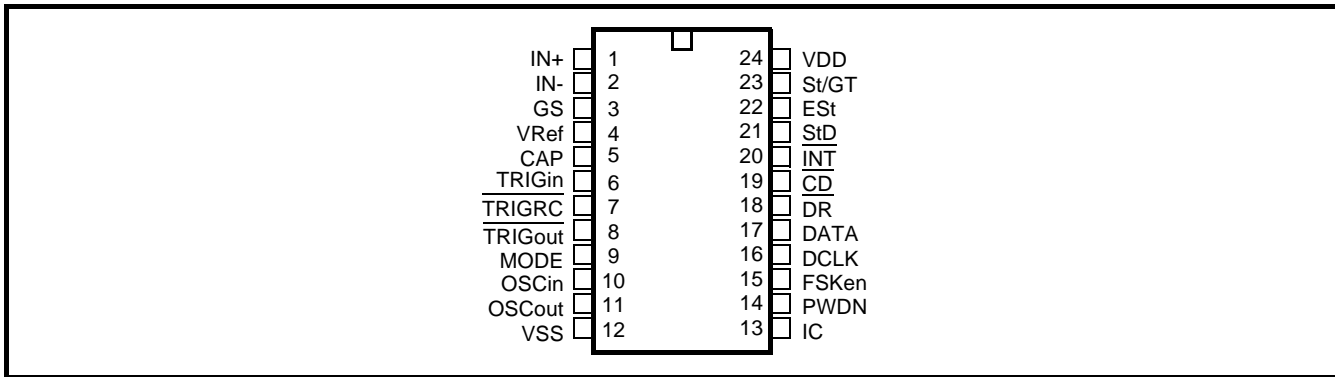 IN+ 1 24 VDD
IN- 2 23 St/GT
GS 3 22 ESt
VRef 4 21 StD
CAP 5 20 INT
TRIGin 6 19 CD
TRIGRC 7 18 DR
TRIGout 8 17 DATA
MODE 9 16 DCLK
OSCin 10 15 FSKen
OSCout 11 14 PWDN
VSS 12 13 IC